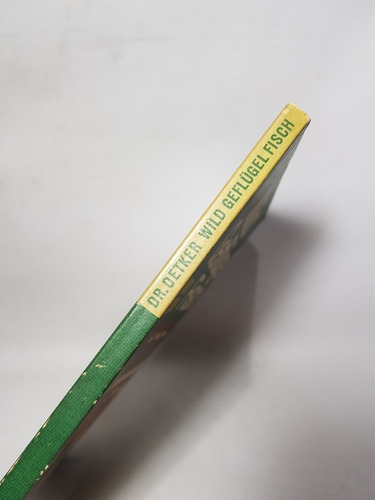 DR. OETKER WILD GEFLÜGEL FISCH